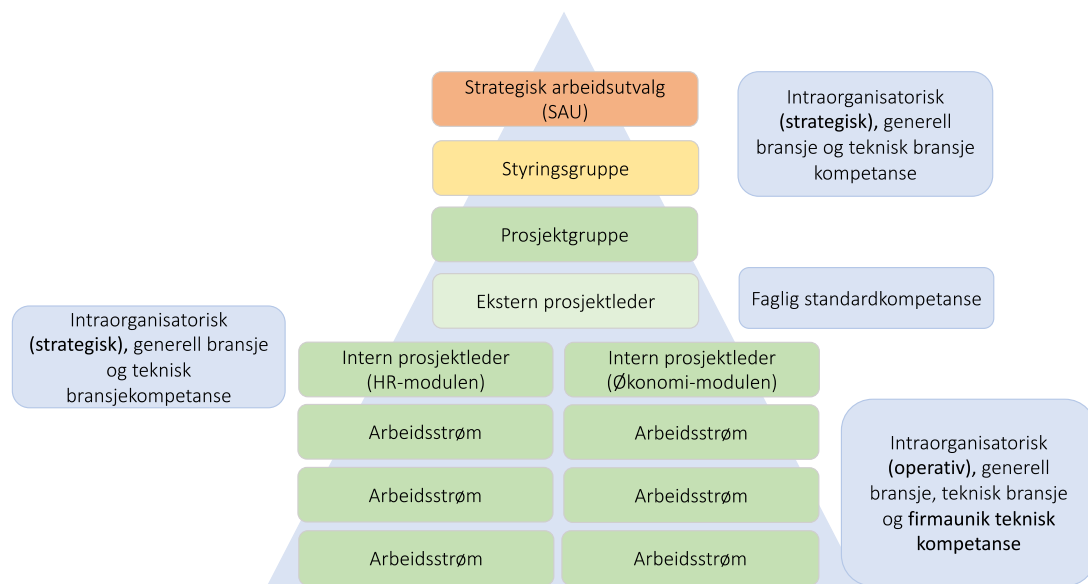 Strategisk arbeidsutvalg
(SAU)
Intraorganisatorisk
(strategisk), generell
bransje og teknisk bransje
kompetanse
Styringsgruppe
Prosjektgruppe
Ekstern prosjektleder
Faglig standardkompetanse
Intraorganisatorisk
(strategisk), generell bransje
og teknisk
bransjekompetanse
Intern prosjektleder
(HR-modulen)
Intern prosjektleder
(Økonomi-modulen)
Arbeidsstrøm
Arbeidsstrøm
Arbeidsstrøm
Arbeidsstrøm
Arbeidsstrøm
Arbeidsstrøm
Intraorganisatorisk
(operativ), generell
bransje, teknisk bransje
og firmaunik teknisk
kompetanse